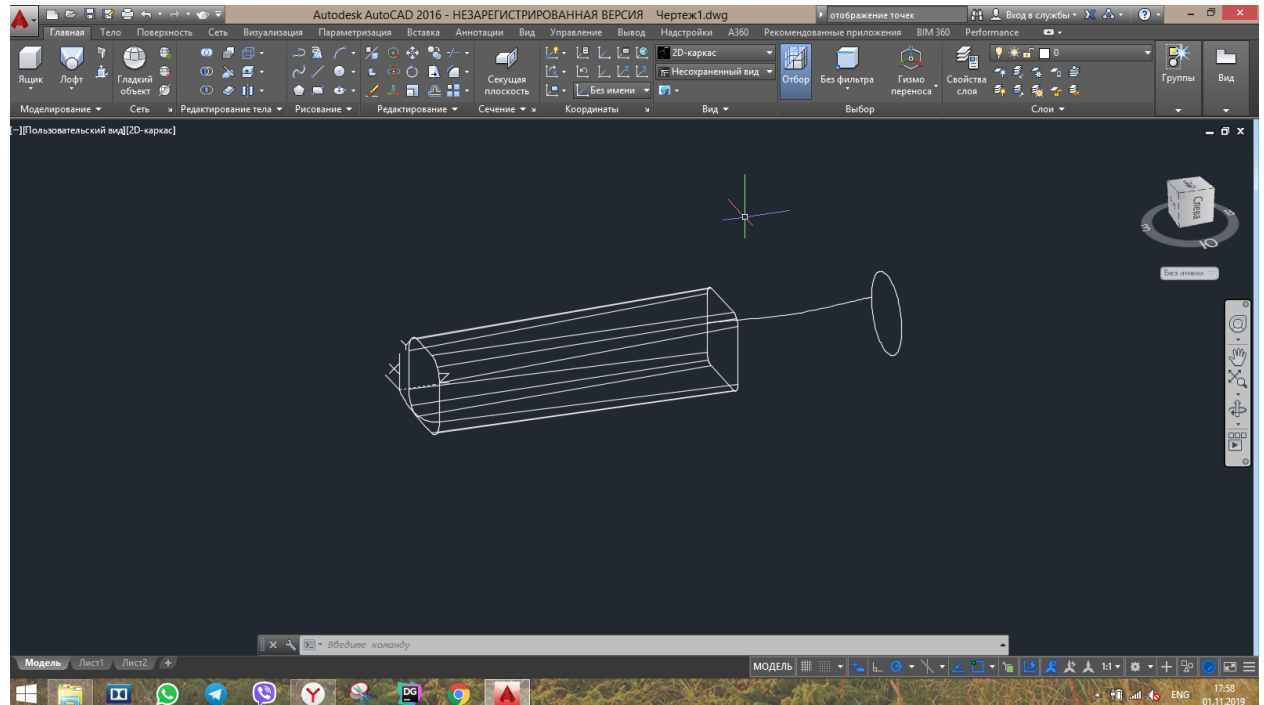 Autodesk AutoCAD 2016 - НЕЗАРЕГИСТРИРОВАННАЯ ВЕРСИЯ Чертеж1.dwg
отображение точек
Вход в службы
Главная Тело Поверхность Сеть Визуализация Параметризация Вставка Аннотации Вид Управление Вывод Надстройки A360 Рекомендованные приложения BIM 360 Performance
2D-каркас
0
Несохраненный вид
Ящик Лофт Гладкий объект Секущая плоскость Без имени Отбор Без фильтра Гизмо переноса Свойства слоя Группы Вид
Моделирование Сеть Редактирование тела Рисование Редактирование Сечение Координаты Вид Выбор Слои
[−][Пользовательский вид][2D-каркас]
Слева
З
Ю
Без имени
Y
X
Z
Введите команду
Модель Лист1 Лист2 +
МОДЕЛЬ
1:1
DG
ENG
17:58
01.11.2019